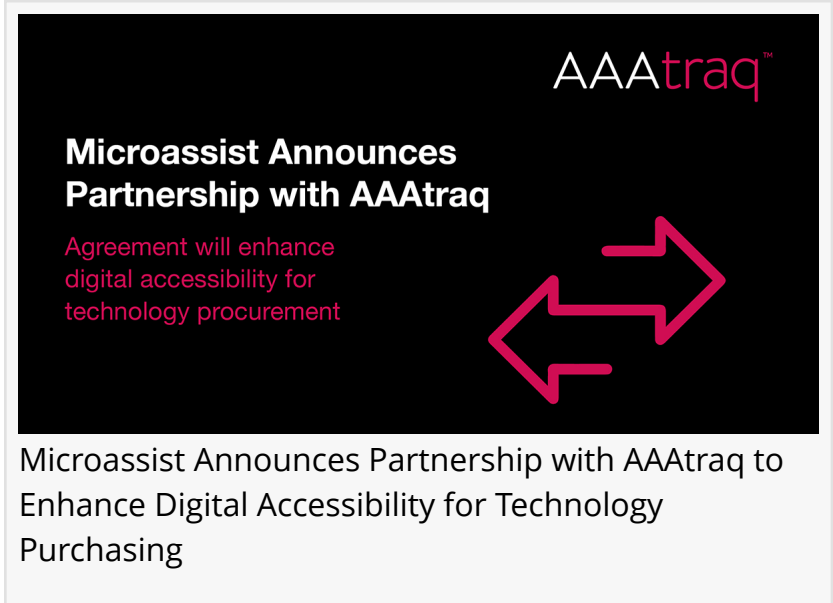 AAAtraq™
Microassist Announces
Partnership with AAAtraq
Agreement will enhance
digital accessibility for
technology procurement
Microassist Announces Partnership with AAAtraq to
Enhance Digital Accessibility for Technology
Purchasing